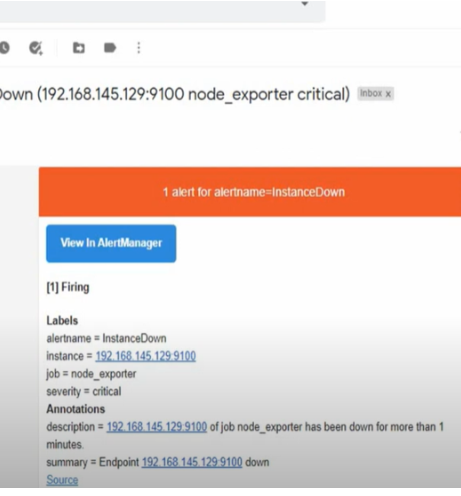 own (192.168.145.129:9100 node_exporter critical) Inbox x
1 alert for alertname=InstanceDown
View In AlertManager
[1] Firing
Labels
alertname = InstanceDown
instance = 192.168.145.129:9100
job = node_exporter
severity = critical
Annotations
description = 192.168.145.129:9100 of job node_exporter has been down for more than 1
minutes.
summary = Endpoint 192.168.145.129:9100 down
Source